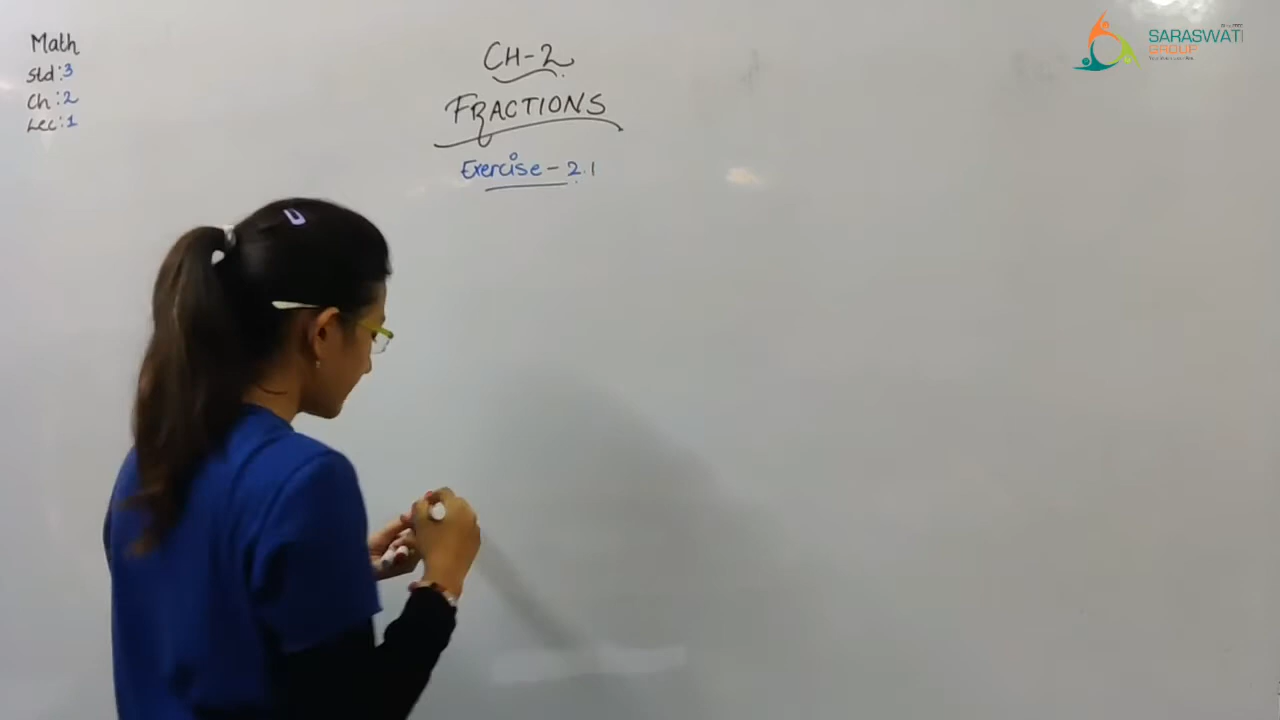 Math
Std:3
Ch:2
Lec:1
CH-2
FRACTIONS
Exercise-2.1
SARASWATI
GROUP